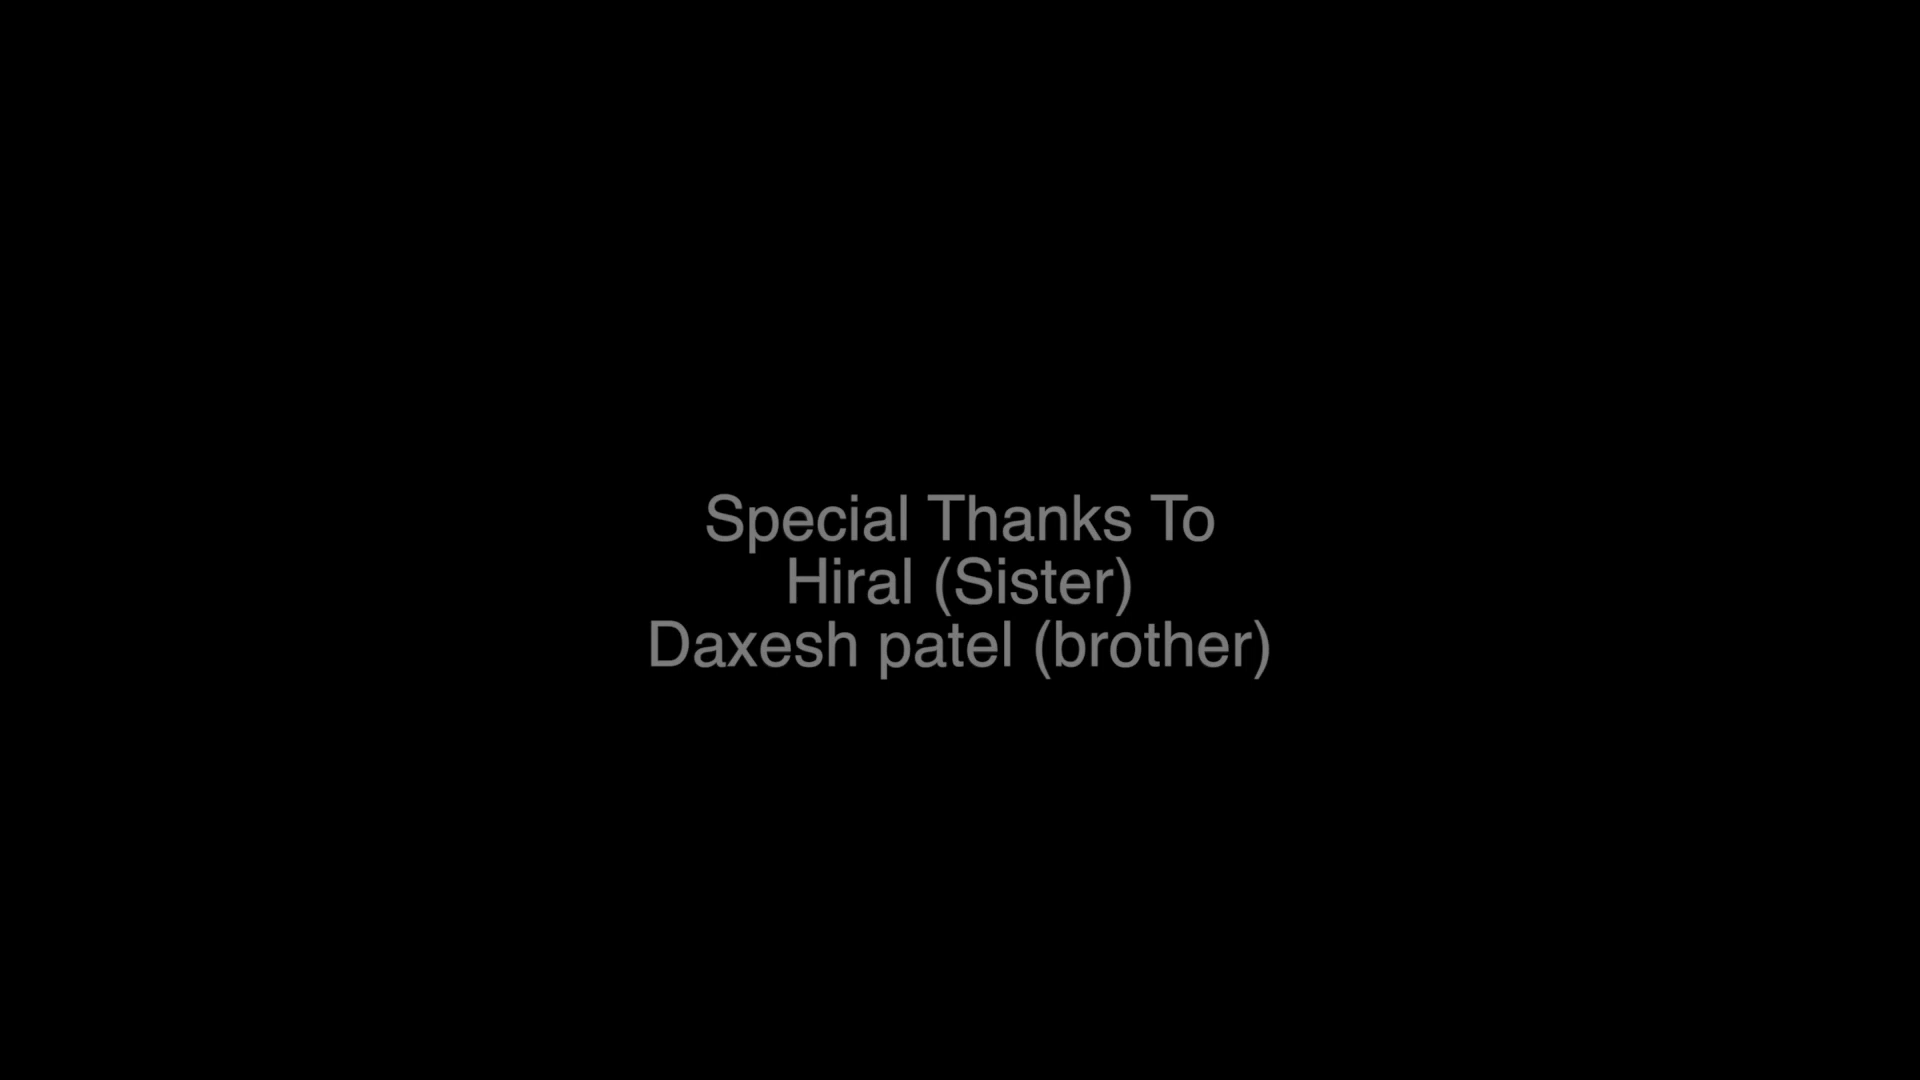 Special Thanks To
Hiral (Sister)
Daxesh patel (brother)